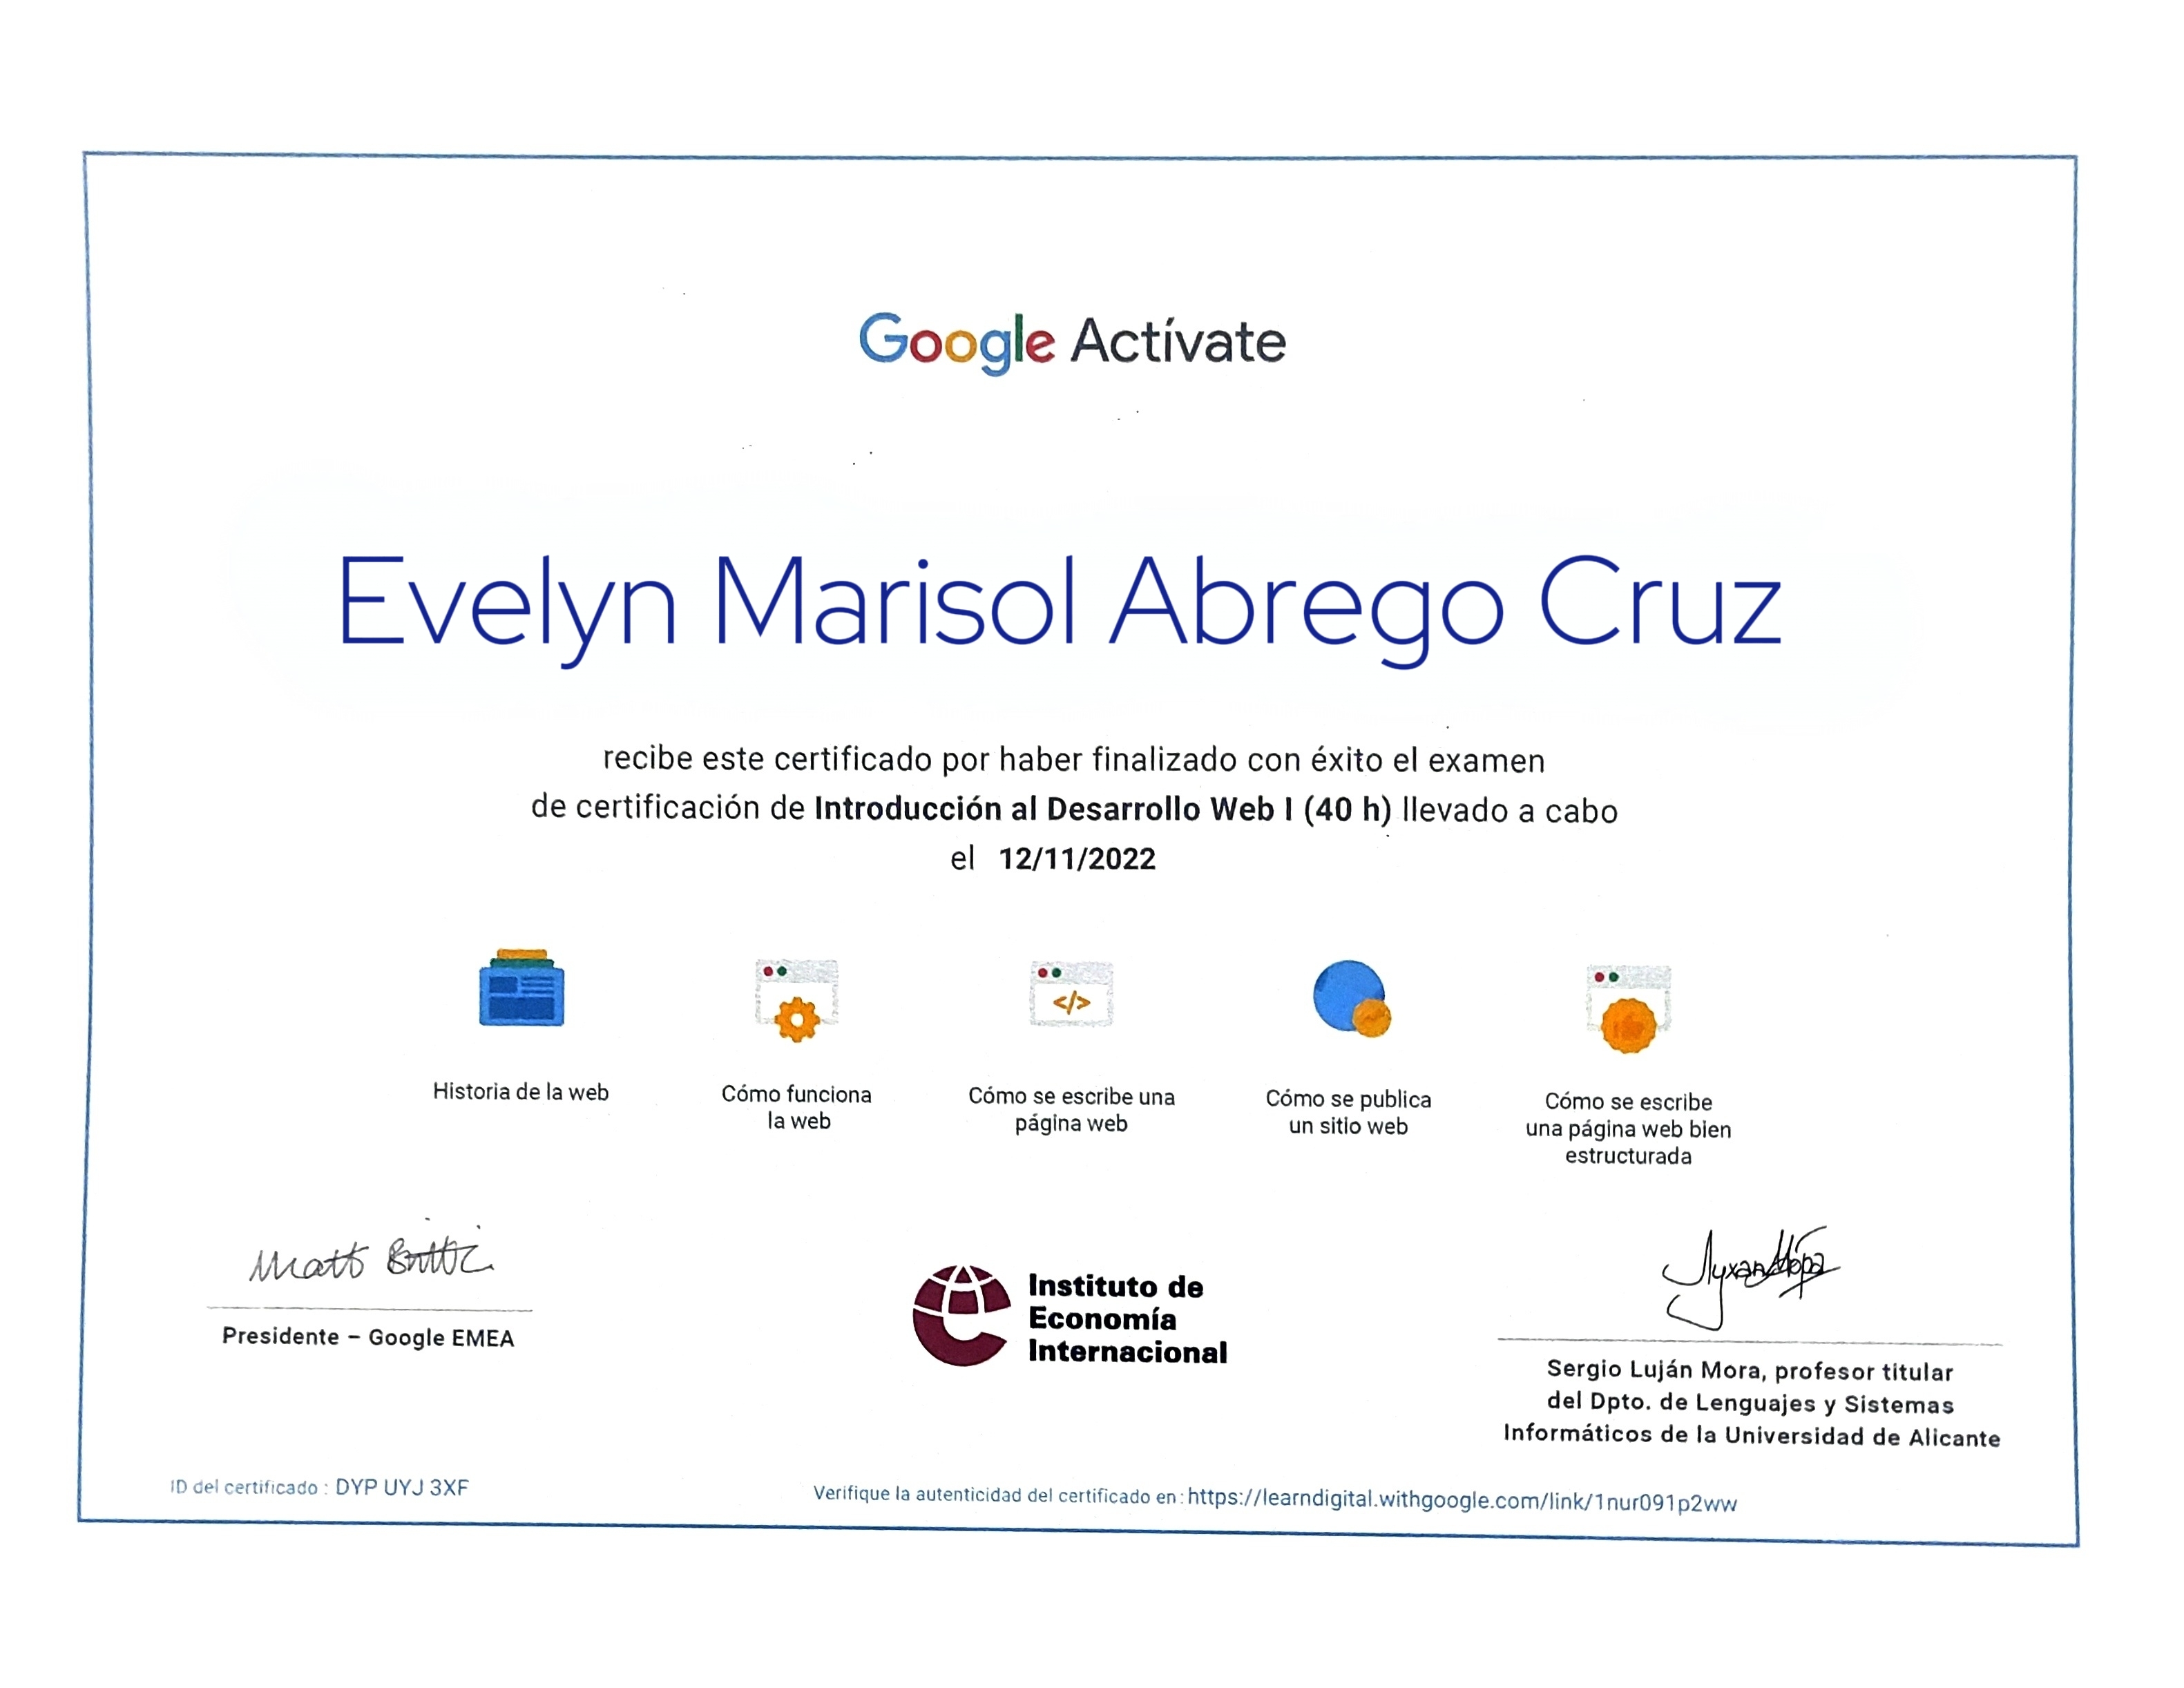 Google Actívate
Evelyn Marisol Abrego Cruz
recibe este certificado por haber finalizado con éxito el examen
de certificación de Introducción al Desarrollo Web I (40 h) llevado a cabo
el 12/11/2022
</>
Historia de la web
Cómo funciona
la web
Cómo se escribe una
página web
Cómo se publica
un sitio web
Cómo se escribe
una página web bien
estructurada
Matt
Presidente – Google EMEA
Instituto de
Economía
Internacional
Sergio Luján Mora, profesor titular
del Dpto. de Lenguajes y Sistemas
Informáticos de la Universidad de Alicante
ID del certificado : DYP UYJ 3XF
Verifique la autenticidad del certificado en: https://learndigital.withgoogle.com/link/1nur091p2ww